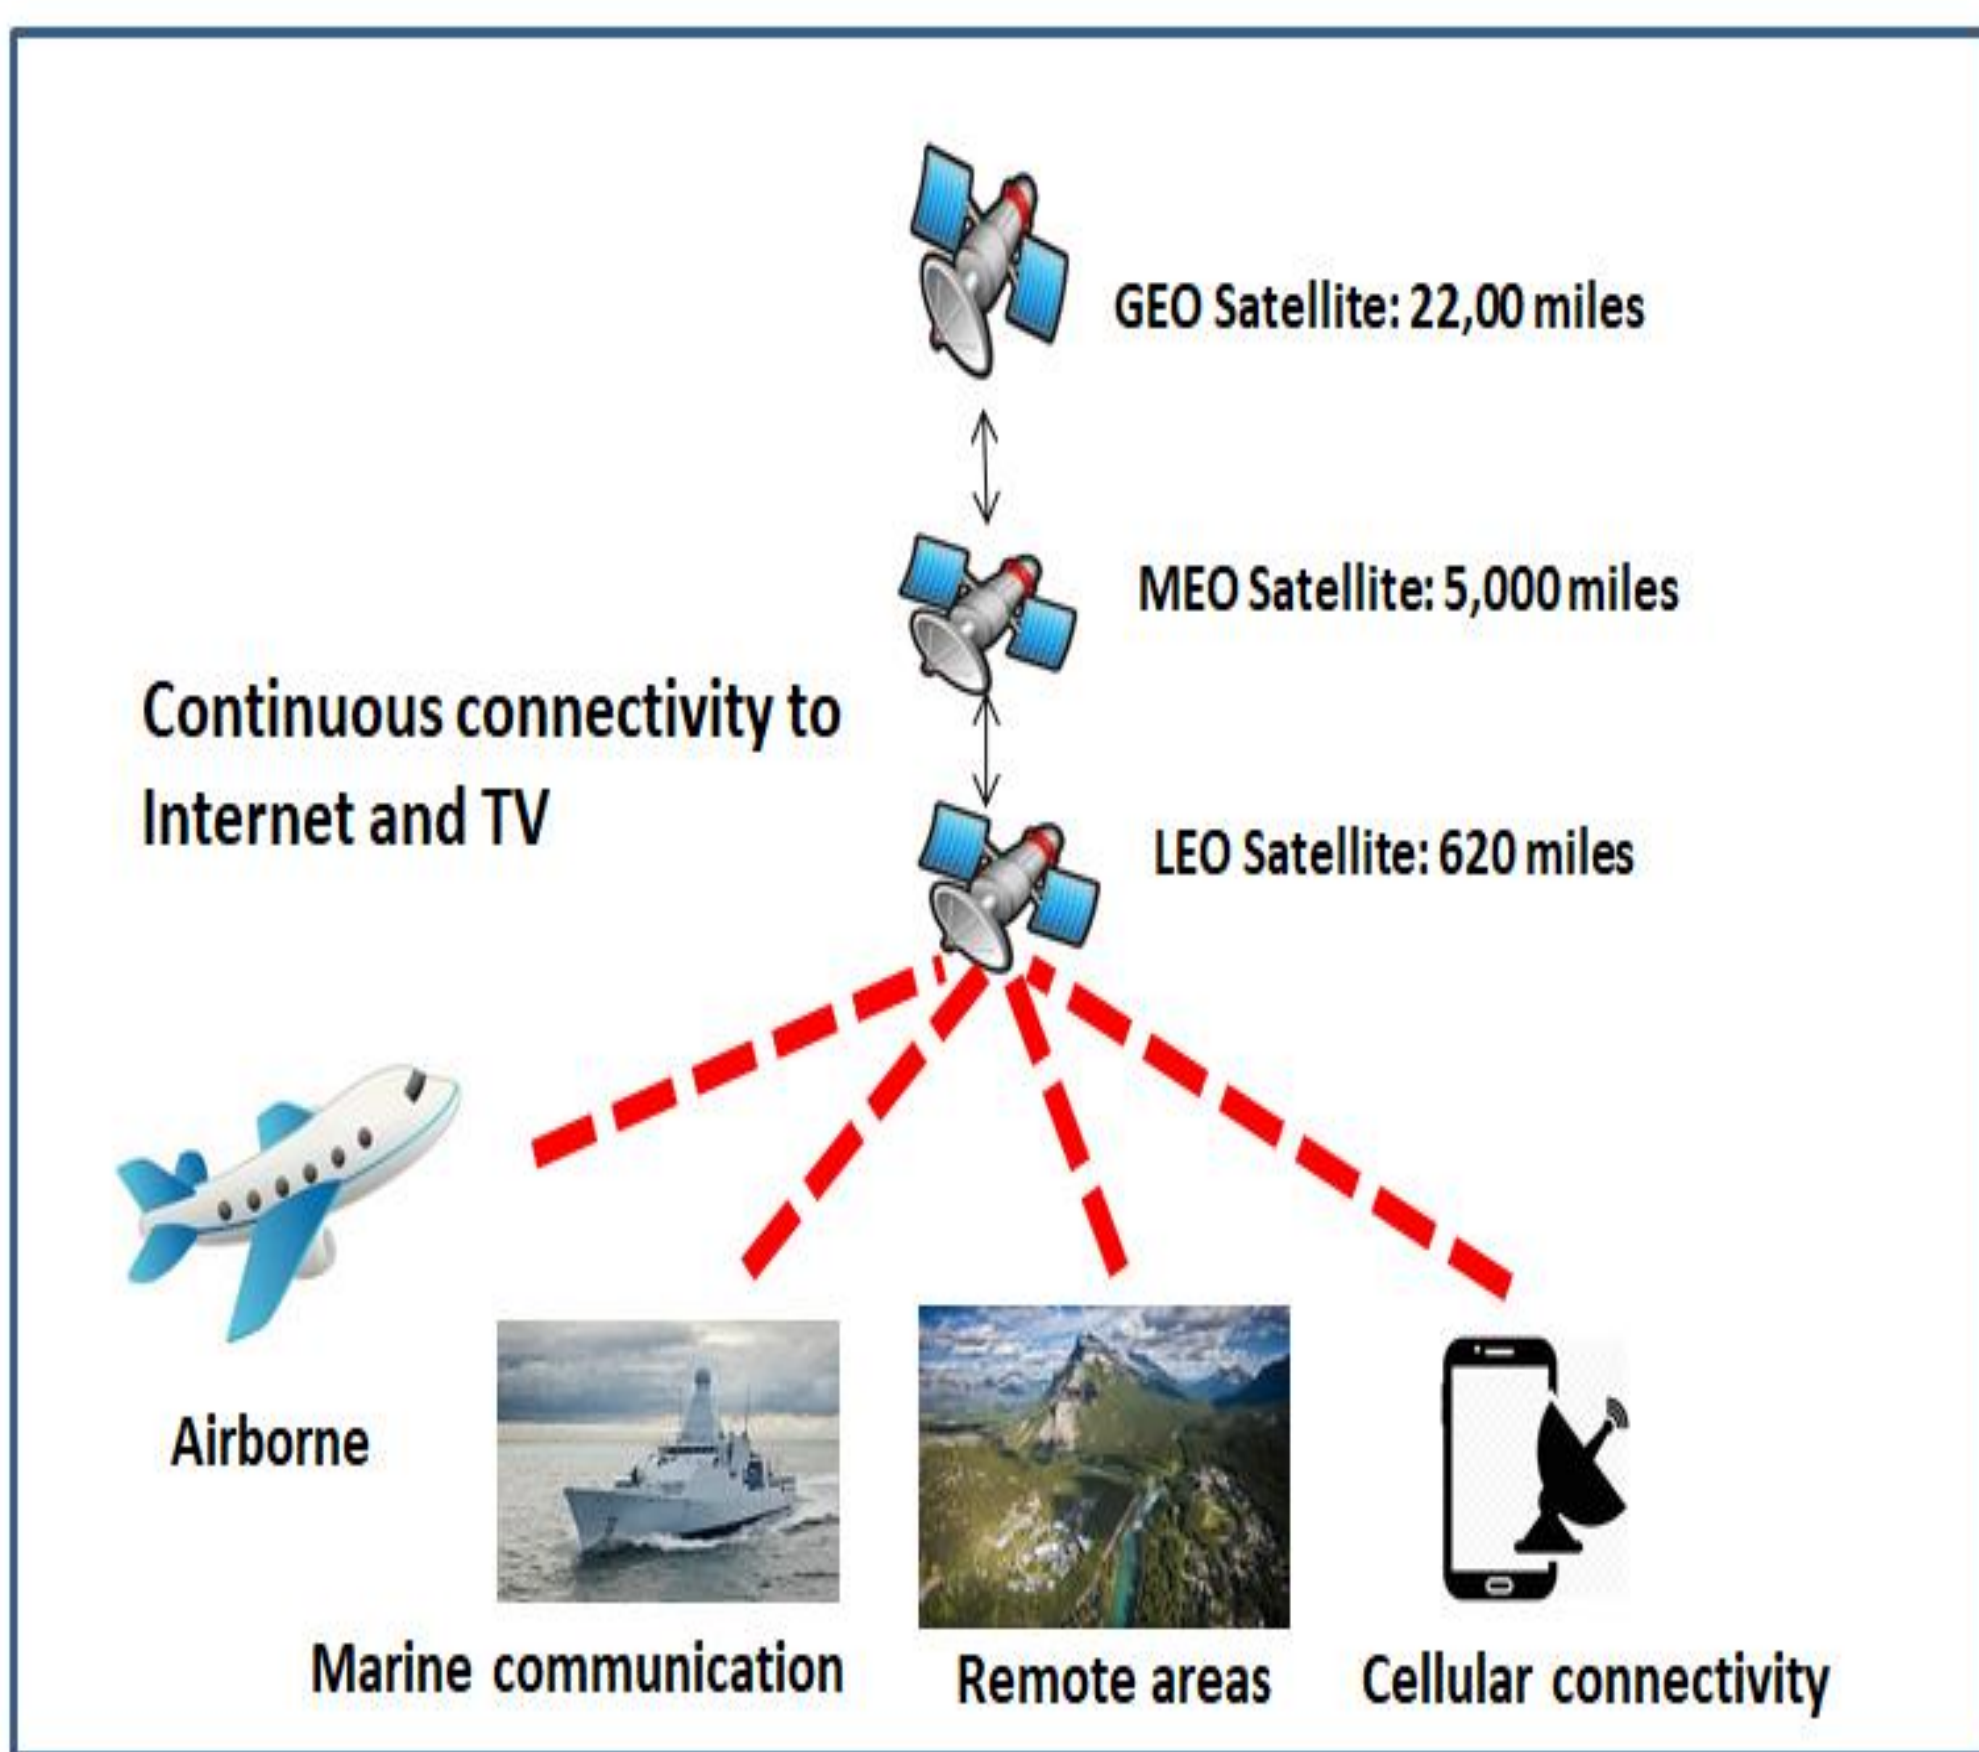 GEO Satellite: 22,00 miles
MEO Satellite: 5,000 miles
Continuous connectivity to
Internet and TV
LEO Satellite: 620 miles
Airborne
Marine communication
Remote areas
Cellular connectivity